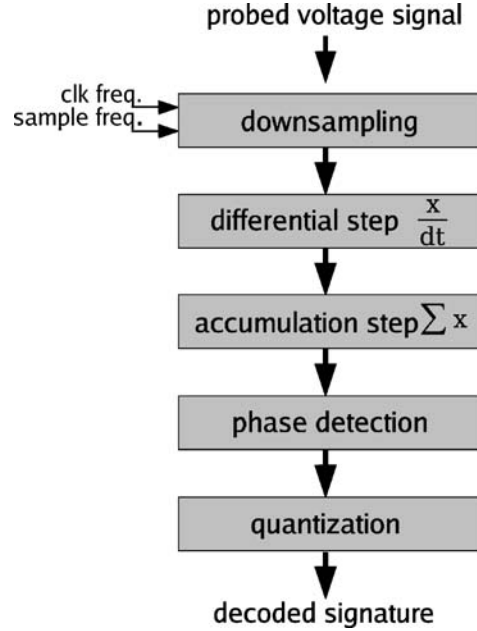 probed voltage signal
clk freq.
sample freq.
downsampling
differential step x/dt
accumulation step ∑ x
phase detection
quantization
decoded signature